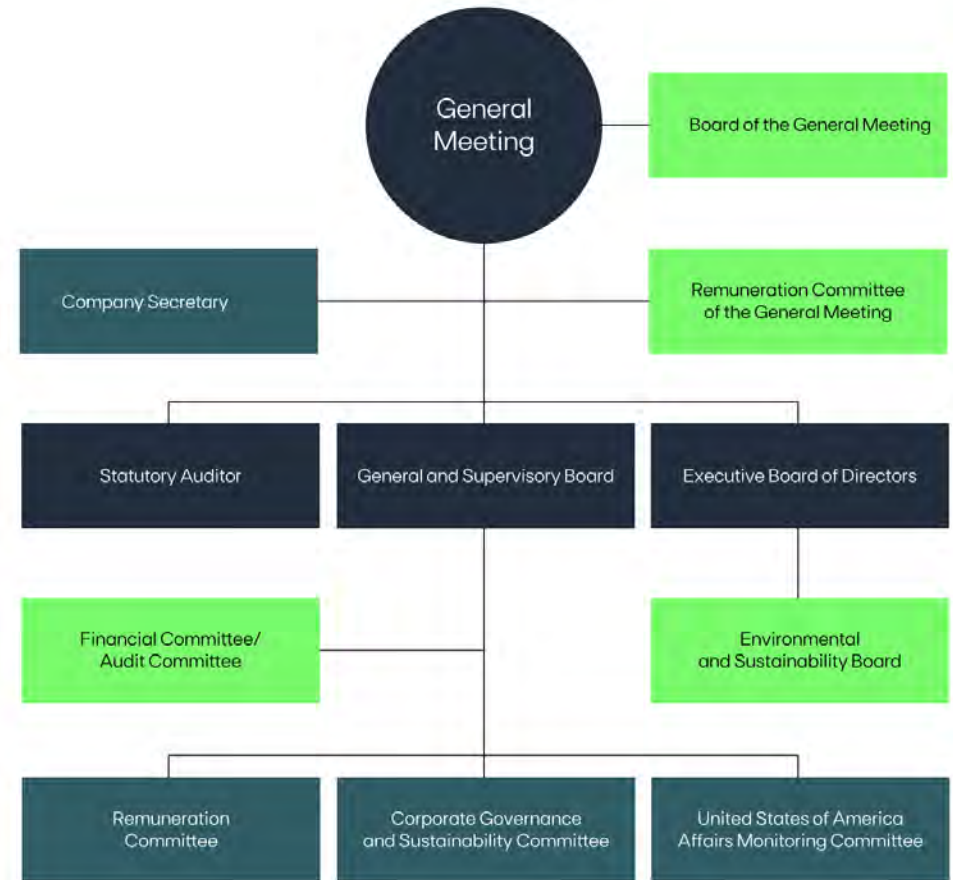 General
Meeting
Board of the General Meeting
Company Secretary
Remuneration Committee
of the General Meeting
Statutory Auditor
General and Supervisory Board
Executive Board of Directors
Financial Committee/
Audit Committee
Environmental
and Sustainability Board
Remuneration
Committee
Corporate Governance
and Sustainability Committee
United States of America
Affairs Monitoring Committee